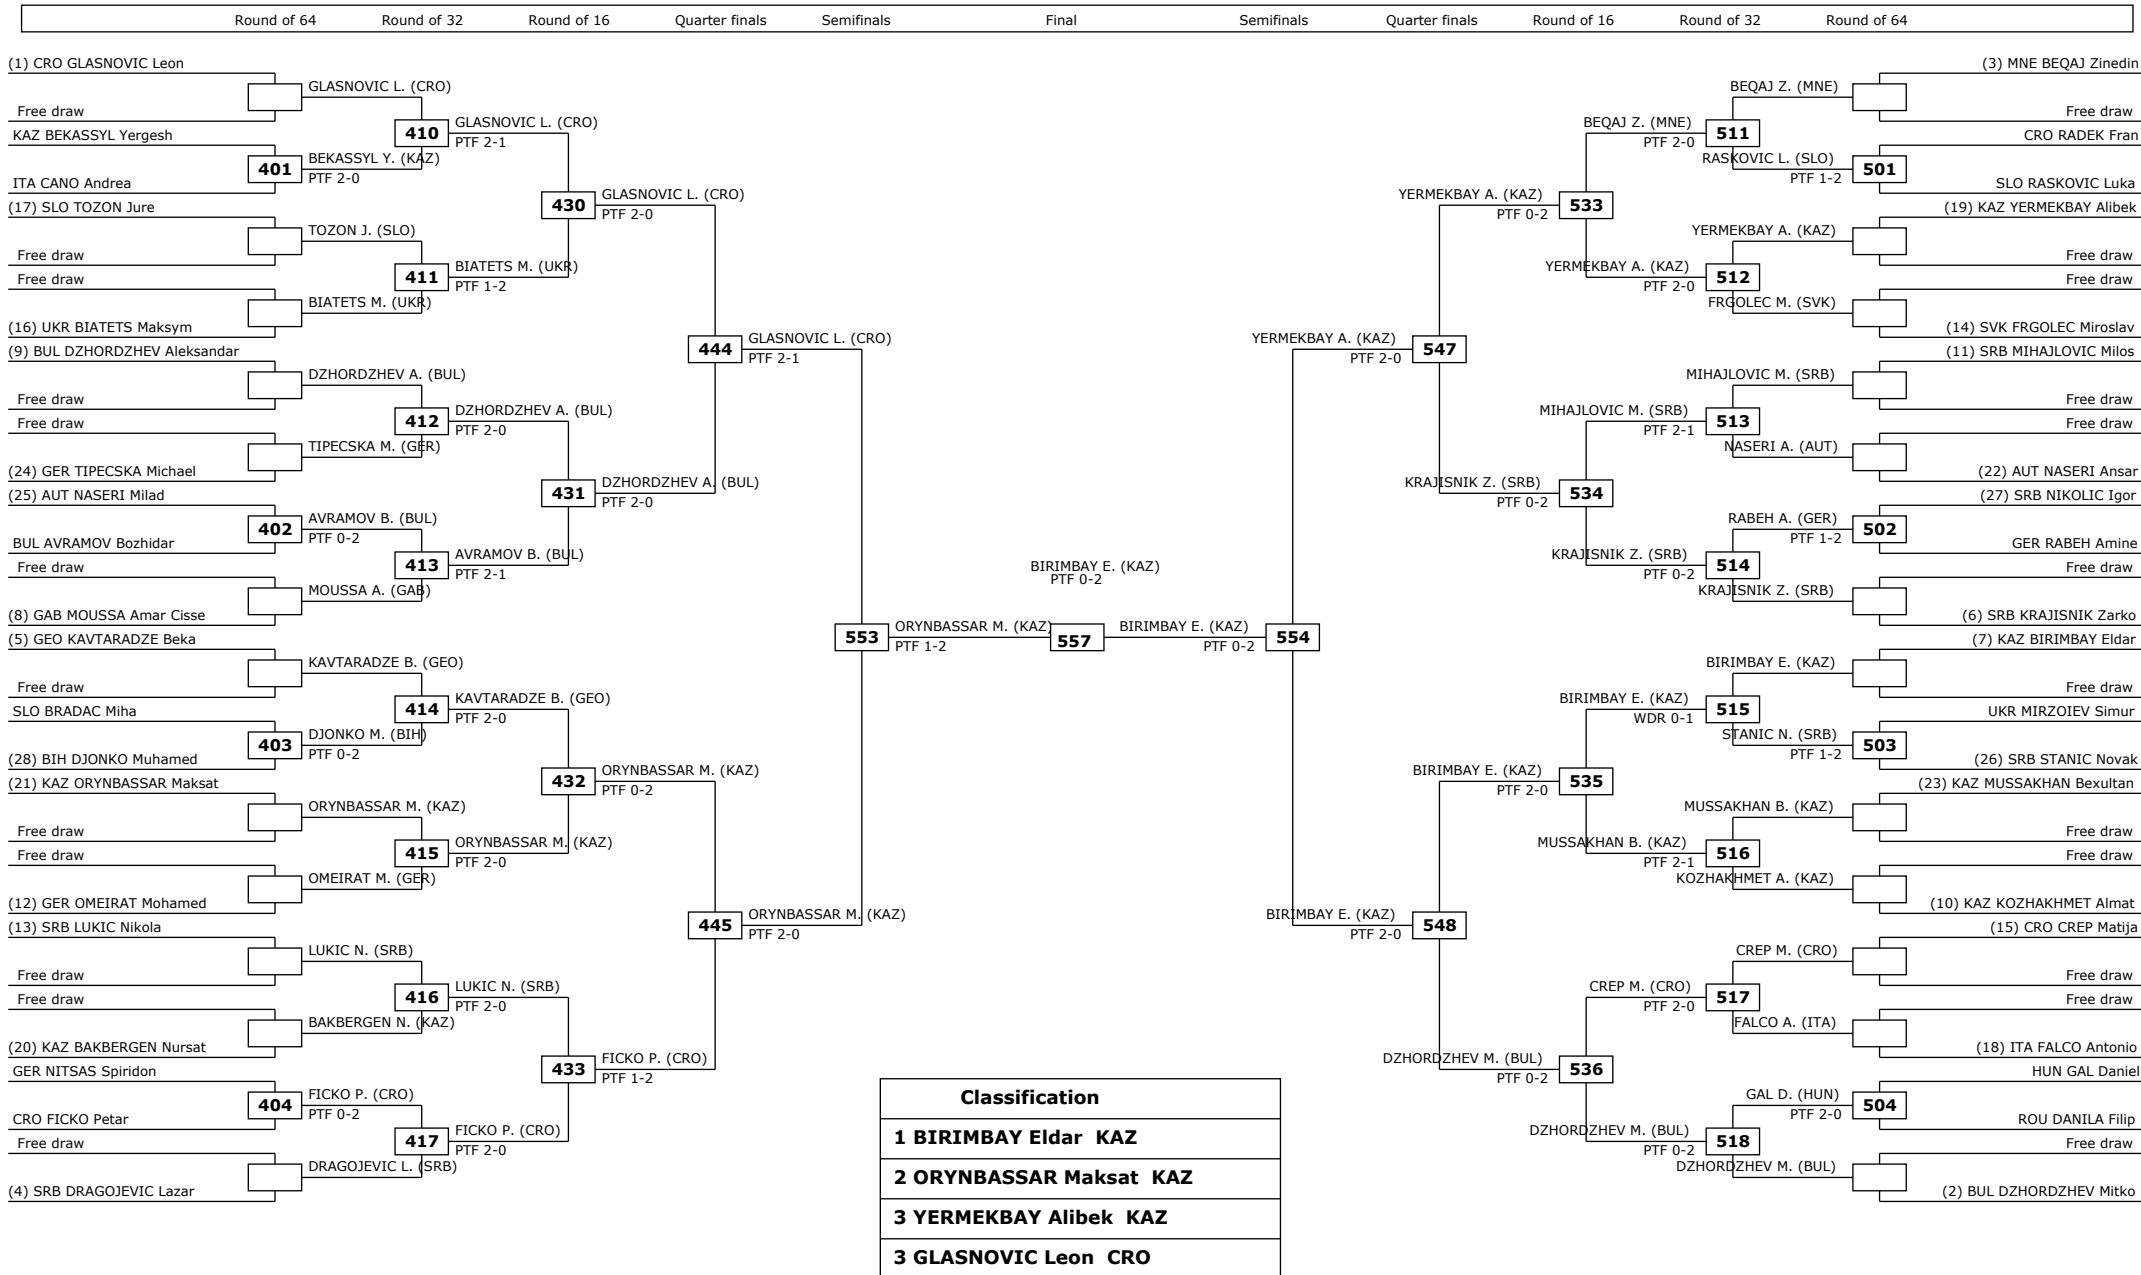 Round of 64 Round of 32 Round of 16 Quarter finals Semifinals Final Semifinals Quarter finals Round of 16 Round of 32 Round of 64
(1) CRO GLASNOVIC Leon
Free draw
KAZ BEKASSYL Yergesh
ITA CANO Andrea
(17) SLO TOZON Jure
Free draw
Free draw
(16) UKR BIATETS Maksym
(9) BUL DZHORDZHEV Aleksandar
Free draw
Free draw
(24) GER TIPECSKA Michael
(25) AUT NASERI Milad
BUL AVRAMOV Bozhidar
Free draw
(8) GAB MOUSSA Amar Cisse
(5) GEO KAVTARADZE Beka
Free draw
SLO BRADAC Miha
(28) BIH DJONKO Muhamed
(21) KAZ ORYNBASSAR Maksat
Free draw
Free draw
(12) GER OMEIRAT Mohamed
(13) SRB LUKIC Nikola
Free draw
Free draw
(20) KAZ BAKBERGEN Nursat
GER NITSAS Spiridon
CRO FICKO Petar
Free draw
(4) SRB DRAGOJEVIC Lazar
GLASNOVIC L. (CRO)
401
BEKASSYL Y. (KAZ)
PTF 2-0
TOZON J. (SLO)
BIATETS M. (UKR)
DZHORDZHEV A. (BUL)
TIPECSKA M. (GER)
402
AVRAMOV B. (BUL)
PTF 0-2
MOUSSA A. (GAB)
KAVTARADZE B. (GEO)
403
DJONKO M. (BIH)
PTF 0-2
ORYNBASSAR M. (KAZ)
OMEIRAT M. (GER)
LUKIC N. (SRB)
BAKBERGEN N. (KAZ)
404
FICKO P. (CRO)
PTF 0-2
DRAGOJEVIC L. (SRB)
410
GLASNOVIC L. (CRO)
PTF 2-1
411
BIATETS M. (UKR)
PTF 1-2
412
DZHORDZHEV A. (BUL)
PTF 2-0
413
AVRAMOV B. (BUL)
PTF 2-1
414
KAVTARADZE B. (GEO)
PTF 2-0
415
ORYNBASSAR M. (KAZ)
PTF 2-0
416
LUKIC N. (SRB)
PTF 2-0
417
FICKO P. (CRO)
PTF 2-0
430
GLASNOVIC L. (CRO)
PTF 2-0
431
DZHORDZHEV A. (BUL)
PTF 2-0
432
ORYNBASSAR M. (KAZ)
PTF 0-2
433
FICKO P. (CRO)
PTF 1-2
444
GLASNOVIC L. (CRO)
PTF 2-1
445
ORYNBASSAR M. (KAZ)
PTF 2-0
553
ORYNBASSAR M. (KAZ)
PTF 1-2
BIRIMBAY E. (KAZ)
PTF 0-2
557
BIRIMBAY E. (KAZ)
PTF 0-2
554
YERMEKBAY A. (KAZ)
PTF 2-0
547
BIRIMBAY E. (KAZ)
PTF 2-0
548
YERMEKBAY A. (KAZ)
PTF 0-2
533
KRAJISNIK Z. (SRB)
PTF 0-2
534
BIRIMBAY E. (KAZ)
PTF 2-0
535
DZHORDZHEV M. (BUL)
PTF 0-2
536
BEQAJ Z. (MNE)
PTF 2-0
511
YERMEKBAY A. (KAZ)
PTF 2-0
512
MIHAJLOVIC M. (SRB)
PTF 2-1
513
KRAJISNIK Z. (SRB)
PTF 0-2
514
BIRIMBAY E. (KAZ)
WDR 0-1
515
MUSSAKHAN B. (KAZ)
PTF 2-1
516
CREP M. (CRO)
PTF 2-0
517
DZHORDZHEV M. (BUL)
PTF 0-2
518
BEQAJ Z. (MNE)
RASKOVIC L. (SLO)
PTF 1-2
501
YERMEKBAY A. (KAZ)
FRGOLEC M. (SVK)
MIHAJLOVIC M. (SRB)
NASERI A. (AUT)
RABEH A. (GER)
PTF 1-2
502
KRAJISNIK Z. (SRB)
BIRIMBAY E. (KAZ)
STANIC N. (SRB)
PTF 1-2
503
MUSSAKHAN B. (KAZ)
KOZHAKHMET A. (KAZ)
CREP M. (CRO)
FALCO A. (ITA)
GAL D. (HUN)
PTF 2-0
504
DZHORDZHEV M. (BUL)
(3) MNE BEQAJ Zinedin
Free draw
CRO RADEK Fran
SLO RASKOVIC Luka
(19) KAZ YERMEKBAY Alibek
Free draw
Free draw
(14) SVK FRGOLEC Miroslav
(11) SRB MIHAJLOVIC Milos
Free draw
Free draw
(22) AUT NASERI Ansar
(27) SRB NIKOLIC Igor
GER RABEH Amine
Free draw
(6) SRB KRAJISNIK Zarko
(7) KAZ BIRIMBAY Eldar
Free draw
UKR MIRZOIEV Simur
(26) SRB STANIC Novak
(23) KAZ MUSSAKHAN Bexultan
Free draw
Free draw
(10) KAZ KOZHAKHMET Almat
(15) CRO CREP Matija
Free draw
Free draw
(18) ITA FALCO Antonio
HUN GAL Daniel
ROU DANILA Filip
Free draw
(2) BUL DZHORDZHEV Mitko
Classification
1 BIRIMBAY Eldar KAZ
2 ORYNBASSAR Maksat KAZ
3 YERMEKBAY Alibek KAZ
3 GLASNOVIC Leon CRO